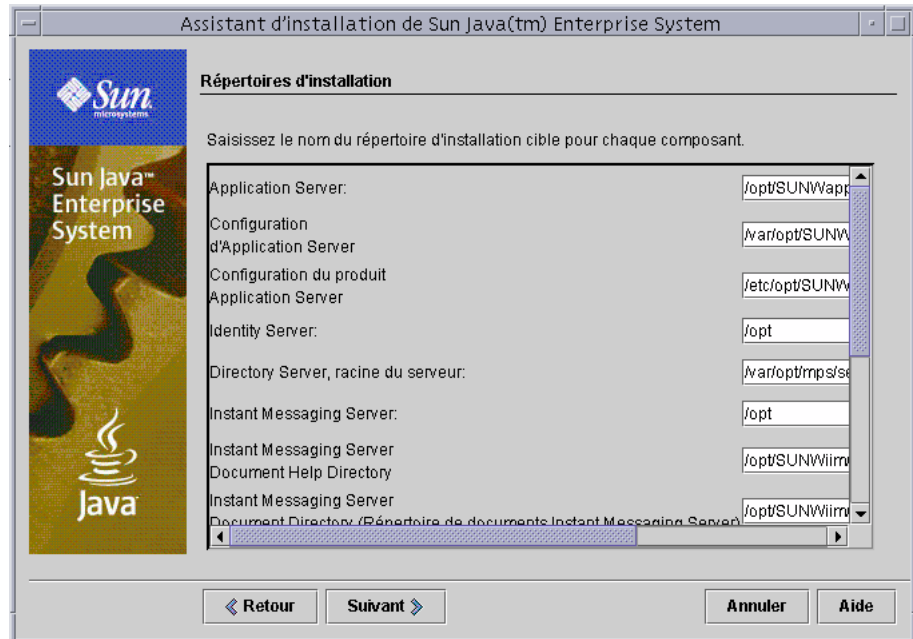 Assistant d'installation de Sun Java(tm) Enterprise System
Sun
microsystems
Sun Java™
Enterprise
System
Java
Répertoires d'installation
Saisissez le nom du répertoire d'installation cible pour chaque composant.
Application Server: /opt/SUNWapp
Configuration
d'Application Server /var/opt/SUNW
Configuration du produit
Application Server /etc/opt/SUNW
Identity Server: /opt
Directory Server, racine du serveur: /var/opt/mps/se
Instant Messaging Server: /opt
Instant Messaging Server
Document Help Directory /opt/SUNWiim
Instant Messaging Server
Document Directory (Répertoire de documents Instant Messaging Server) /opt/SUNWiim
Retour Suivant Annuler Aide